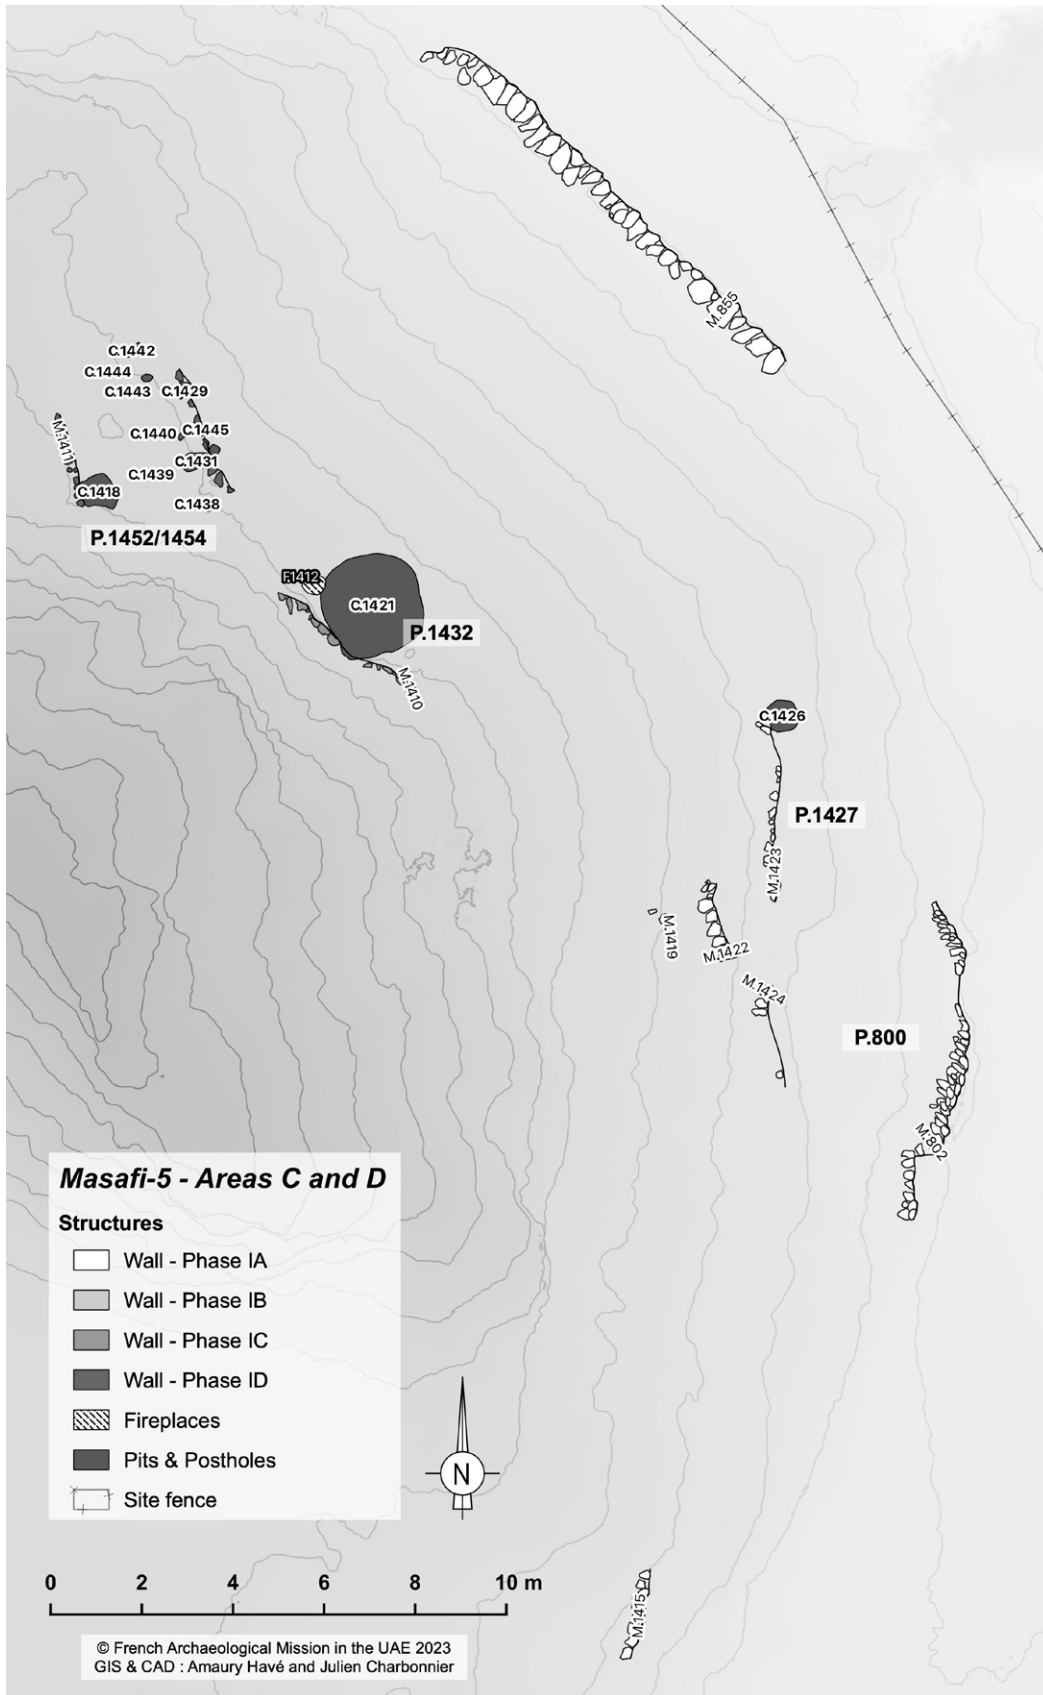 M.855
C.1442
C.1444
C.1443
C.1429
M.1411
C.1440
C.1445
C.1431
C.1439
C.1418
C.1438
P.1452/1454
F.1412
C.1421
P.1432
M.1410
C.1426
P.1427
M.1423
M.1419
M.1422
M.1424
P.800
M.802
Masafi-5 - Areas C and D
Structures
Wall - Phase IA
Wall - Phase IB
Wall - Phase IC
Wall - Phase ID
Fireplaces
Pits & Postholes
Site fence
N
0 2 4 6 8 10 m
M.1415
© French Archaeological Mission in the UAE 2023
GIS & CAD : Amaury Havé and Julien Charbonnier